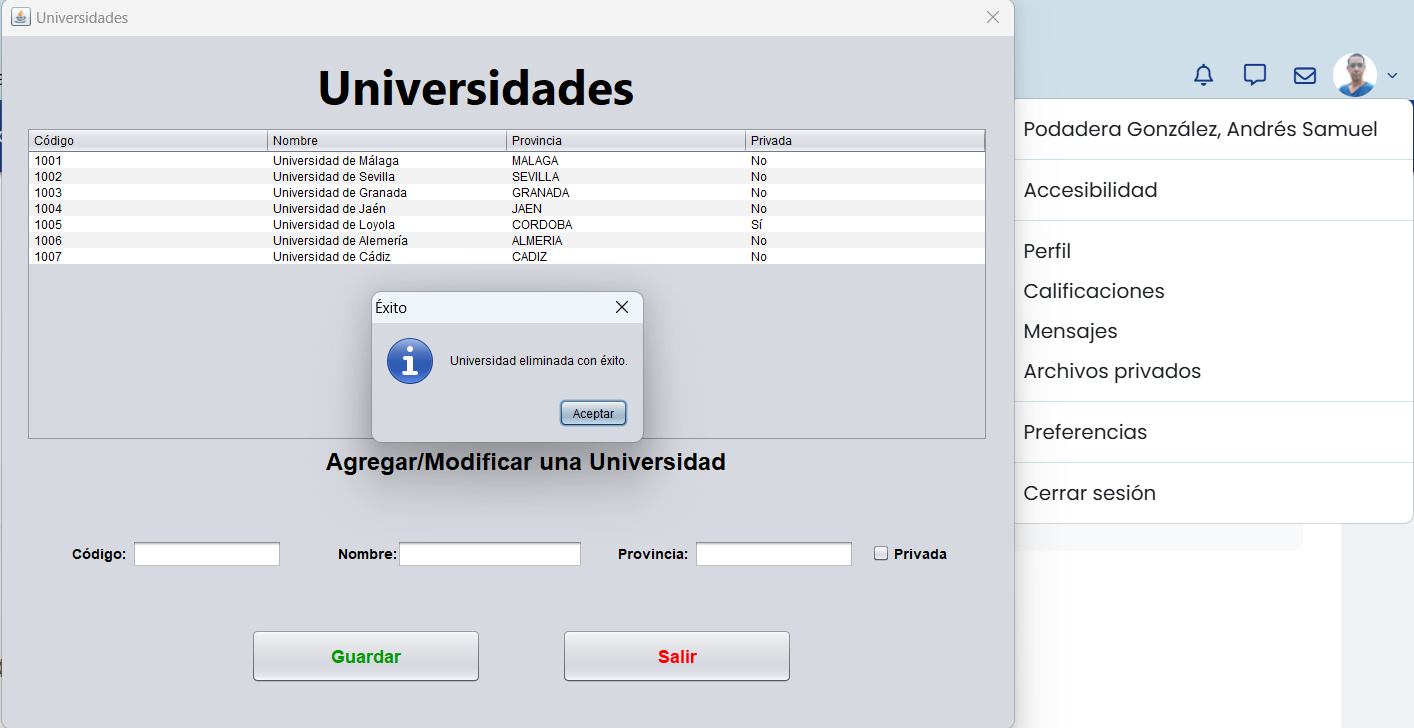 Universidades
Universidades
Código Nombre Provincia Privada
1001 Universidad de Málaga MALAGA No
1002 Universidad de Sevilla SEVILLA No
1003 Universidad de Granada GRANADA No
1004 Universidad de Jaén JAEN No
1005 Universidad de Loyola CORDOBA Sí
1006 Universidad de Alemería ALMERIA No
1007 Universidad de Cádiz CADIZ No
Éxito
Universidad eliminada con éxito.
Aceptar
Agregar/Modificar una Universidad
Código: Nombre: Provincia: Privada
Guardar Salir
Podadera González, Andrés Samuel
Accesibilidad
Perfil
Calificaciones
Mensajes
Archivos privados
Preferencias
Cerrar sesión